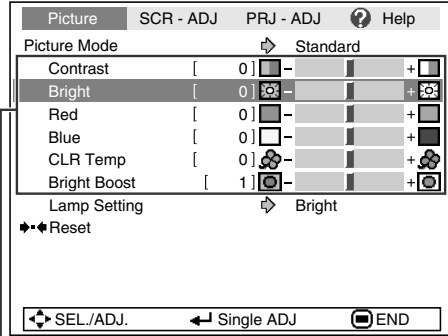 Picture SCR - ADJ PRJ - ADJ ? Help
Picture Mode Standard
Contrast [ 0 ] - +
Bright [ 0 ] - +
Red [ 0 ] - +
Blue [ 0 ] - +
CLR Temp [ 0 ] - +
Bright Boost [ 1 ] - +
Lamp Setting Bright
Reset
SEL./ADJ. Single ADJ END